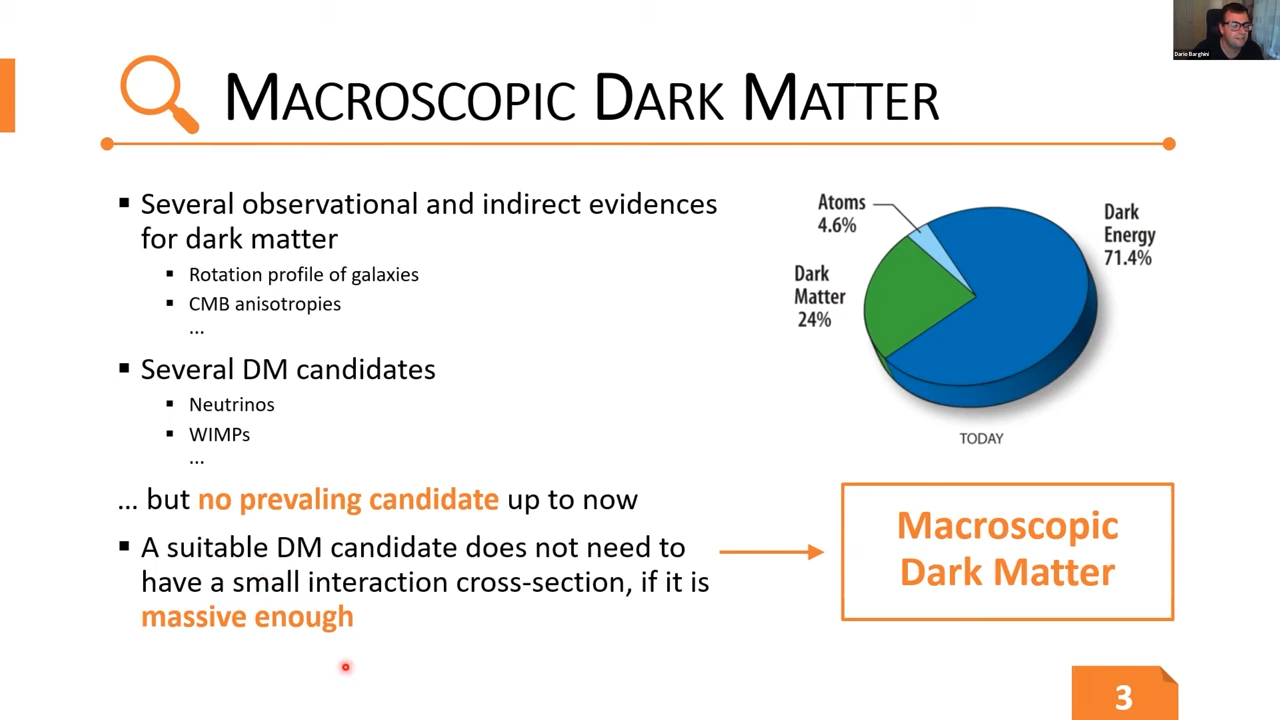 Dario Barghini
MACROSCOPIC DARK MATTER
▪ Several observational and indirect evidences
for dark matter
▪ Rotation profile of galaxies
▪ CMB anisotropies
...
▪ Several DM candidates
▪ Neutrinos
▪ WIMPs
...
... but no prevaling candidate up to now
▪ A suitable DM candidate does not need to
have a small interaction cross-section, if it is
massive enough
Atoms
4.6%
Dark
Energy
71.4%
Dark
Matter
24%
TODAY
Macroscopic
Dark Matter
3